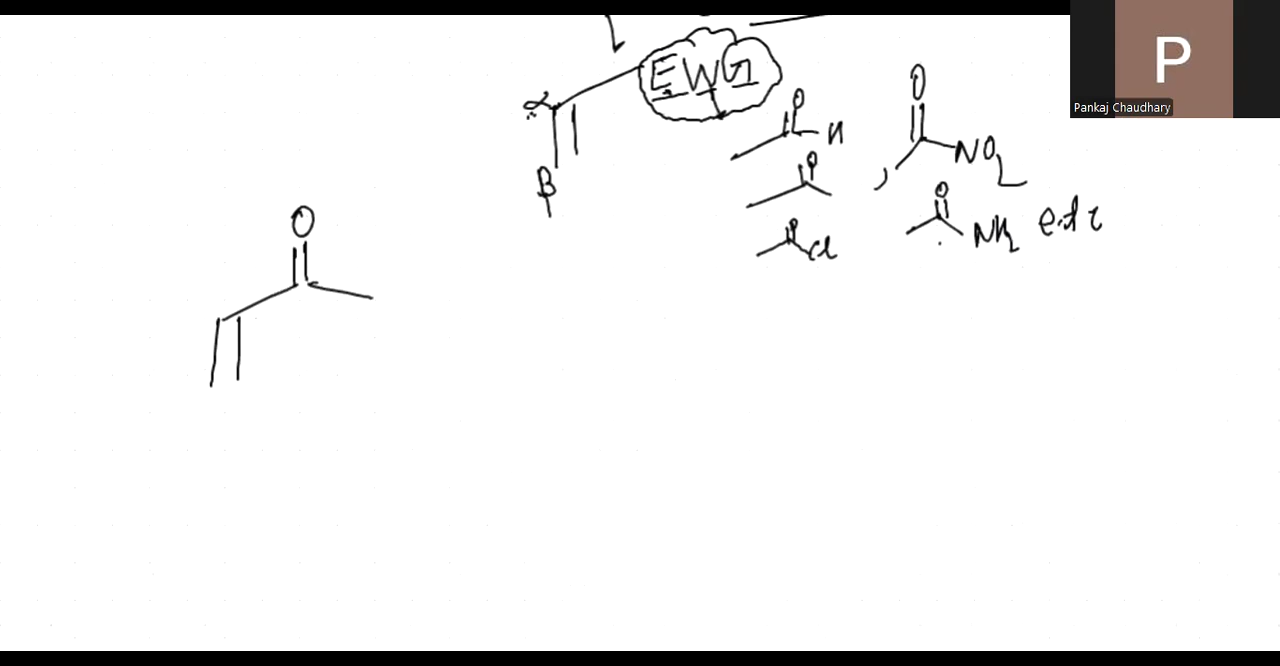 P
Pankaj Chaudhary
EWG
α
β
O
H
O
NO2
O
O
Cl
O
NH2 etc
O